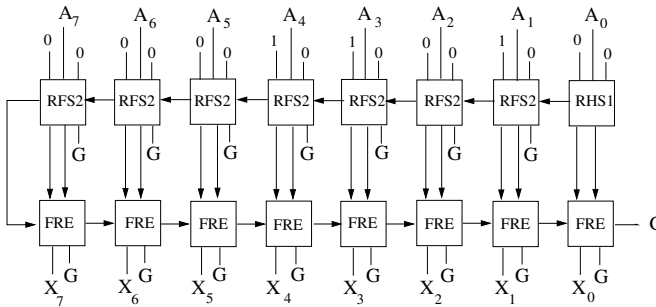 A7 A6 A5 A4 A3 A2 A1 A0
0 0 0 0 0 0 1 0 1 0 0 0 1 0 0 0
RFS2 RFS2 RFS2 RFS2 RFS2 RFS2 RFS2 RHS1
G G G G G G G
FRE FRE FRE FRE FRE FRE FRE FRE G
X7 G X6 G X5 G X4 G X3 G X2 G X1 G X0 G